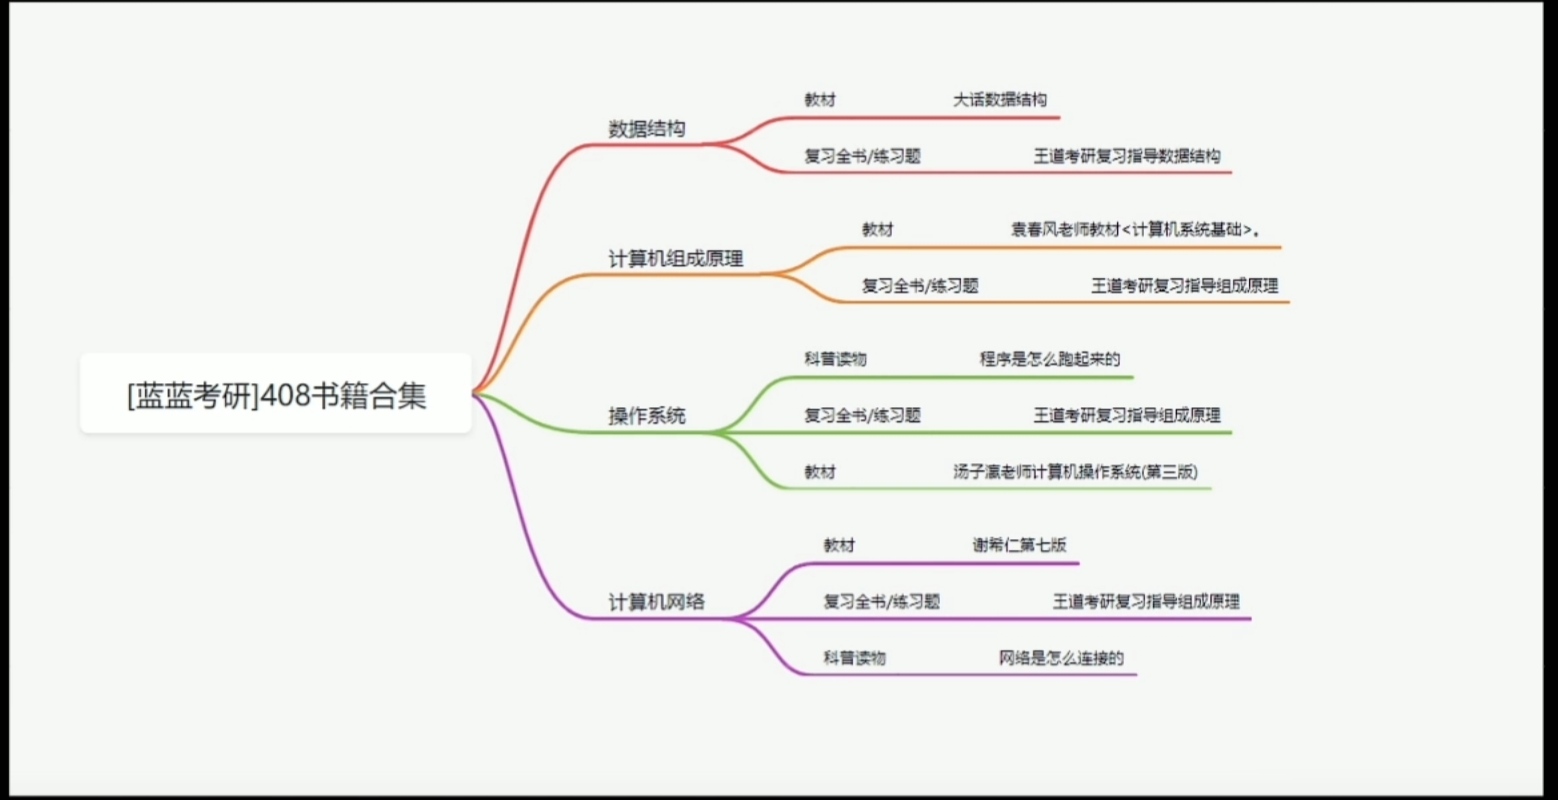 [蓝蓝考研]408书籍合集
数据结构
教材 大话数据结构
复习全书/练习题 王道考研复习指导数据结构
计算机组成原理
教材 袁春风老师教材<计算机系统基础>。
复习全书/练习题 王道考研复习指导组成原理
操作系统
科普读物 程序是怎么跑起来的
复习全书/练习题 王道考研复习指导组成原理
教材 汤子瀛老师计算机操作系统(第三版)
计算机网络
教材 谢希仁第七版
复习全书/练习题 王道考研复习指导组成原理
科普读物 网络是怎么连接的